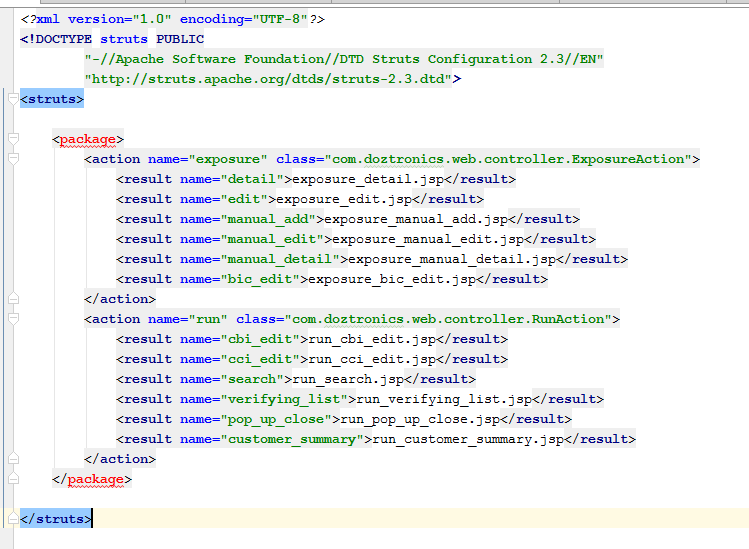 <?xml version="1.0" encoding="UTF-8"?>
<!DOCTYPE struts PUBLIC
        "-//Apache Software Foundation//DTD Struts Configuration 2.3//EN"
        "http://struts.apache.org/dtds/struts-2.3.dtd">
<struts>
    <package>
        <action name="exposure" class="com.doztronics.web.controller.ExposureAction">
            <result name="detail">exposure_detail.jsp</result>
            <result name="edit">exposure_edit.jsp</result>
            <result name="manual_add">exposure_manual_add.jsp</result>
            <result name="manual_edit">exposure_manual_edit.jsp</result>
            <result name="manual_detail">exposure_manual_detail.jsp</result>
            <result name="bic_edit">exposure_bic_edit.jsp</result>
        </action>
        <action name="run" class="com.doztronics.web.controller.RunAction">
            <result name="cbi_edit">run_cbi_edit.jsp</result>
            <result name="cci_edit">run_cci_edit.jsp</result>
            <result name="search">run_search.jsp</result>
            <result name="verifying_list">run_verifying_list.jsp</result>
            <result name="pop_up_close">run_pop_up_close.jsp</result>
            <result name="customer_summary">run_customer_summary.jsp</result>
        </action>
    </package>
</struts>